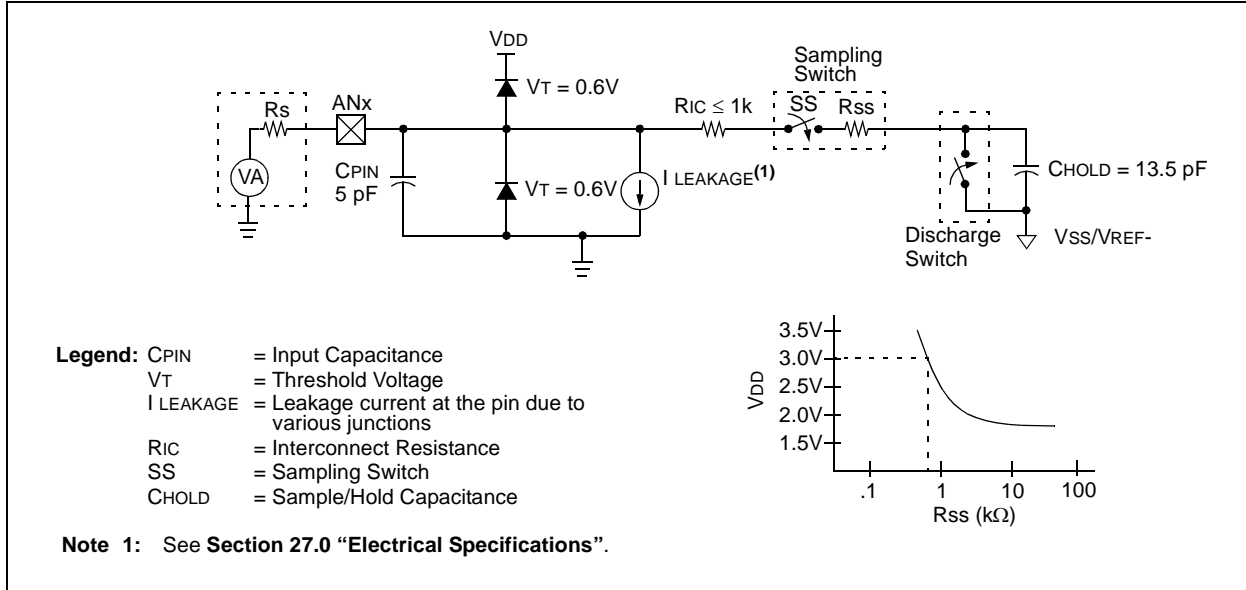 VDD
Sampling
Switch
VT = 0.6V
Rs
ANx
RIC ≤ 1k
SS
RSS
VA
CPIN
5 pF
VT = 0.6V
I LEAKAGE(1)
CHOLD = 13.5 pF
Discharge
Switch
VSS/VREF-
Legend: CPIN = Input Capacitance
VT = Threshold Voltage
I LEAKAGE = Leakage current at the pin due to
various junctions
RIC = Interconnect Resistance
SS = Sampling Switch
CHOLD = Sample/Hold Capacitance
3.5V
3.0V
2.5V
2.0V
1.5V
VDD
.1 1 10 100
Rss (kΩ)
Note 1: See Section 27.0 “Electrical Specifications”.